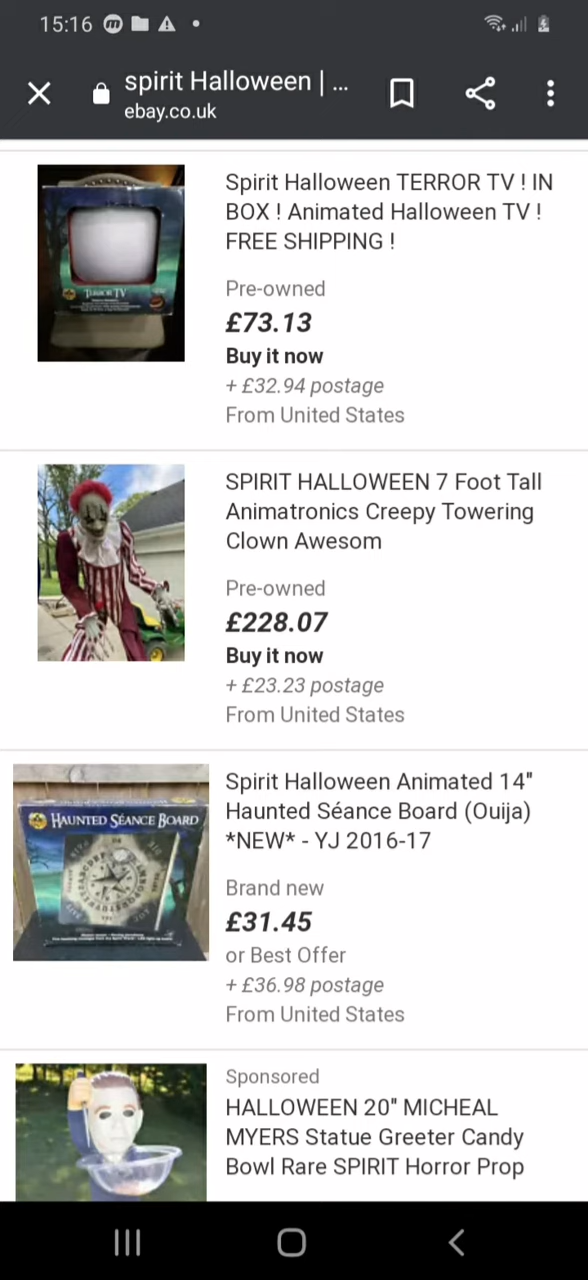 15:16
spirit Halloween | ...
ebay.co.uk
Spirit Halloween TERROR TV ! IN
BOX ! Animated Halloween TV !
FREE SHIPPING !
Pre-owned
£73.13
Buy it now
+ £32.94 postage
From United States
TERROR TV
SPIRIT HALLOWEEN 7 Foot Tall
Animatronics Creepy Towering
Clown Awesom
Pre-owned
£228.07
Buy it now
+ £23.23 postage
From United States
HAUNTED SÉANCE BOARD
Spirit Halloween Animated 14"
Haunted Séance Board (Ouija)
*NEW* - YJ 2016-17
Brand new
£31.45
or Best Offer
+ £36.98 postage
From United States
Sponsored
HALLOWEEN 20" MICHEAL
MYERS Statue Greeter Candy
Bowl Rare SPIRIT Horror Prop